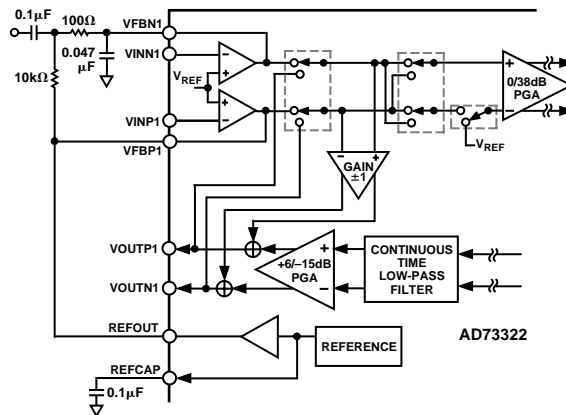 0.1μF
100Ω
VFBN1
VINN1
0.047
μF
10kΩ
VREF
VINP1
VFBP1
0/38dB
PGA
VREF
GAIN
±1
VOUTP1
VOUTN1
+6/–15dB
PGA
CONTINUOUS
TIME
LOW-PASS
FILTER
REFOUT
REFCAP
0.1μF
REFERENCE
AD73322